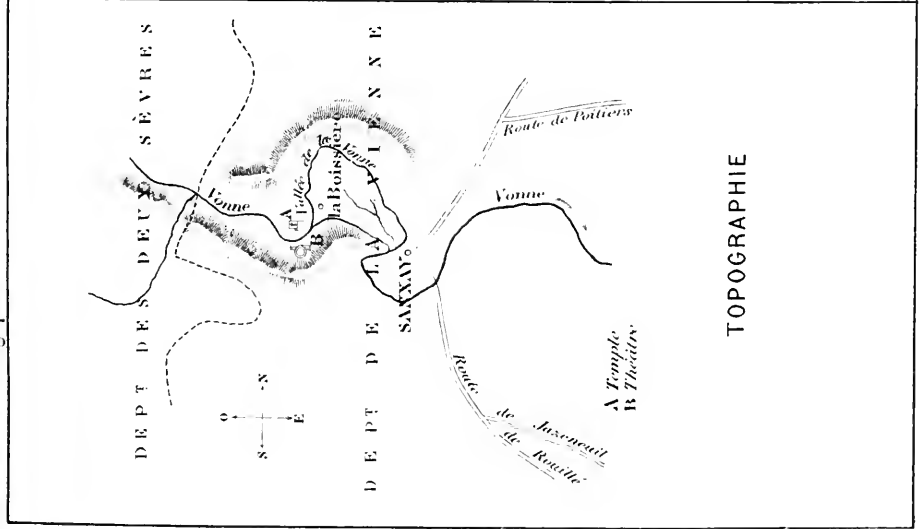 DEPT DES DEUX SÈVRES
DEPT DE LA VIENNE
O
S
N
E
Vonne
A
B
Vallée de la Vonne
la Boissière
SANXAY
Vonne
Route de Poitiers
Route
de Jazeneuil
de Rouillé
A Temple
B Théâtre
TOPOGRAPHIE